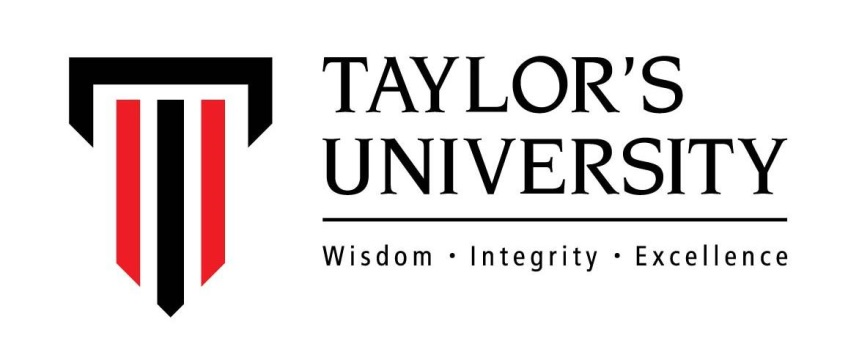 TAYLOR'S
UNIVERSITY
Wisdom · Integrity · Excellence